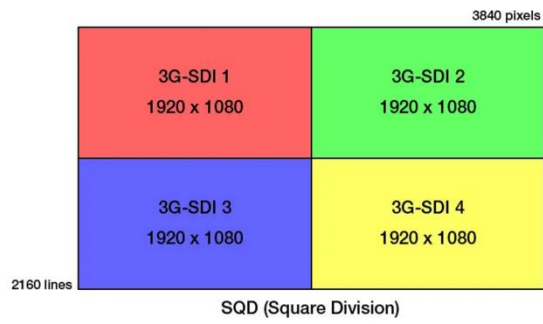 3840 pixels
3G-SDI 1
1920 x 1080
3G-SDI 2
1920 x 1080
3G-SDI 3
1920 x 1080
3G-SDI 4
1920 x 1080
2160 lines
SQD (Square Division)